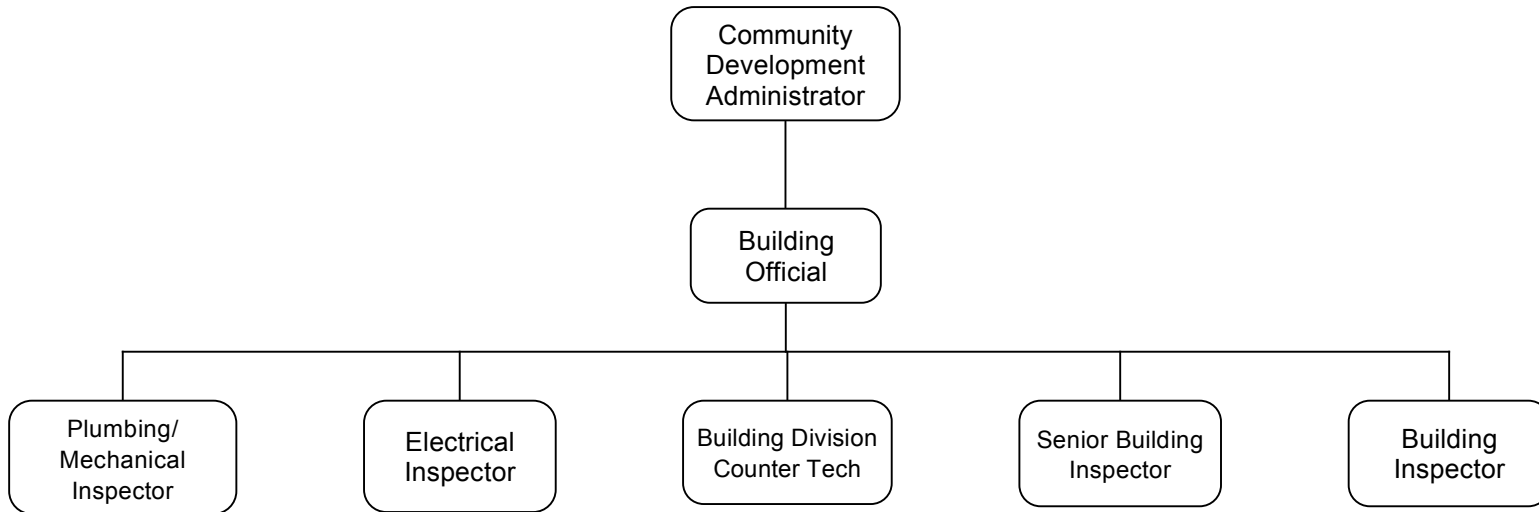 Community
Development
Administrator
Building
Official
Plumbing/
Mechanical
Inspector
Electrical
Inspector
Building Division
Counter Tech
Senior Building
Inspector
Building
Inspector